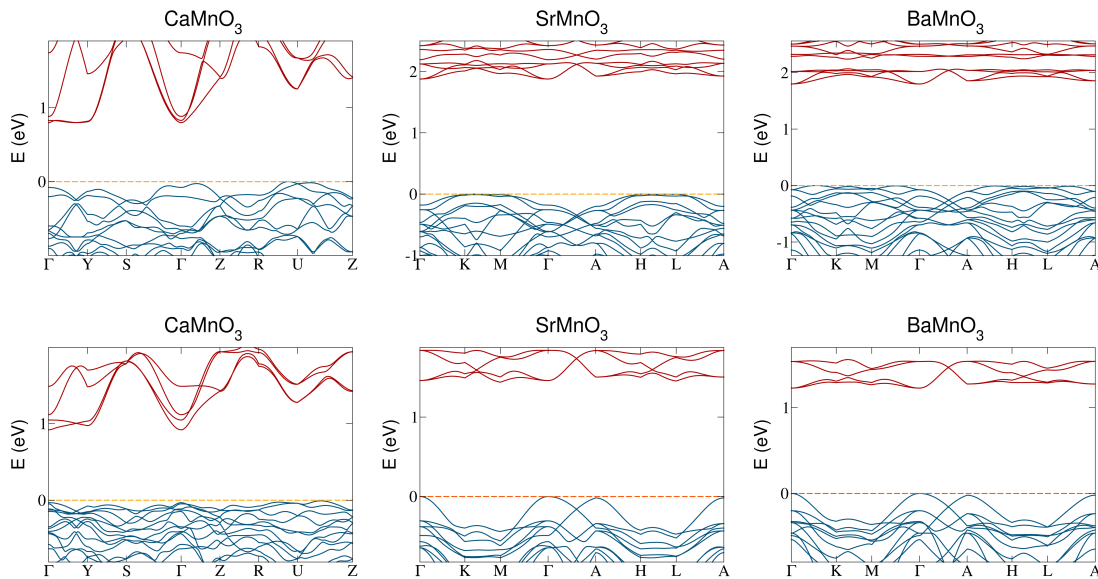 CaMnO3
E (eV)
1
0
Γ Y S Γ Z R U Z
SrMnO3
E (eV)
2
1
0
-1
Γ K M Γ A H L A
BaMnO3
E (eV)
2
1
0
-1
Γ K M Γ A H L A
CaMnO3
E (eV)
1
0
Γ Y S Γ Z R U Z
SrMnO3
E (eV)
1
0
Γ K M Γ A H L A
BaMnO3
E (eV)
1
0
Γ K M Γ A H L A